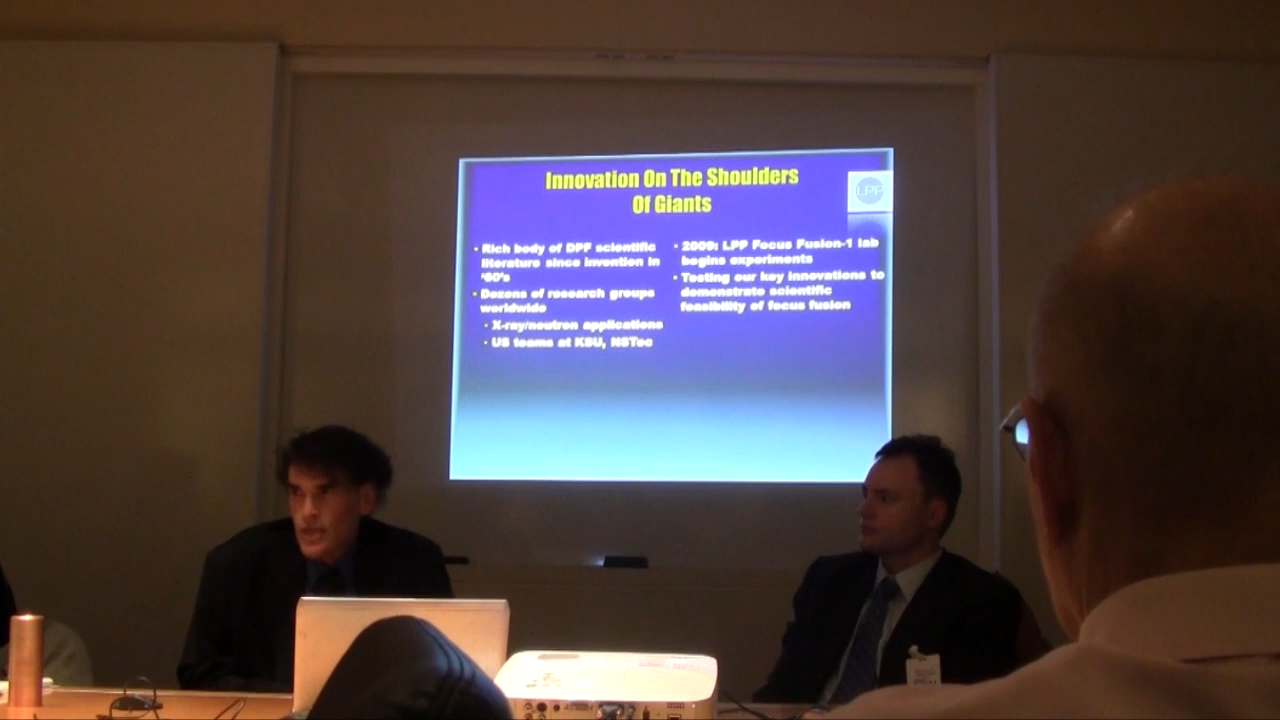 Innovation On The Shoulders
Of Giants
LPP
• Rich body of DPF scientific
literature since invention in
'60's
• Dozens of research groups
worldwide
• X-ray/neutron applications
• US teams at KSU, NSTec
• 2009: LPP Focus Fusion-1 lab
begins experiments
• Testing our key innovations to
demonstrate scientific
feasibility of focus fusion